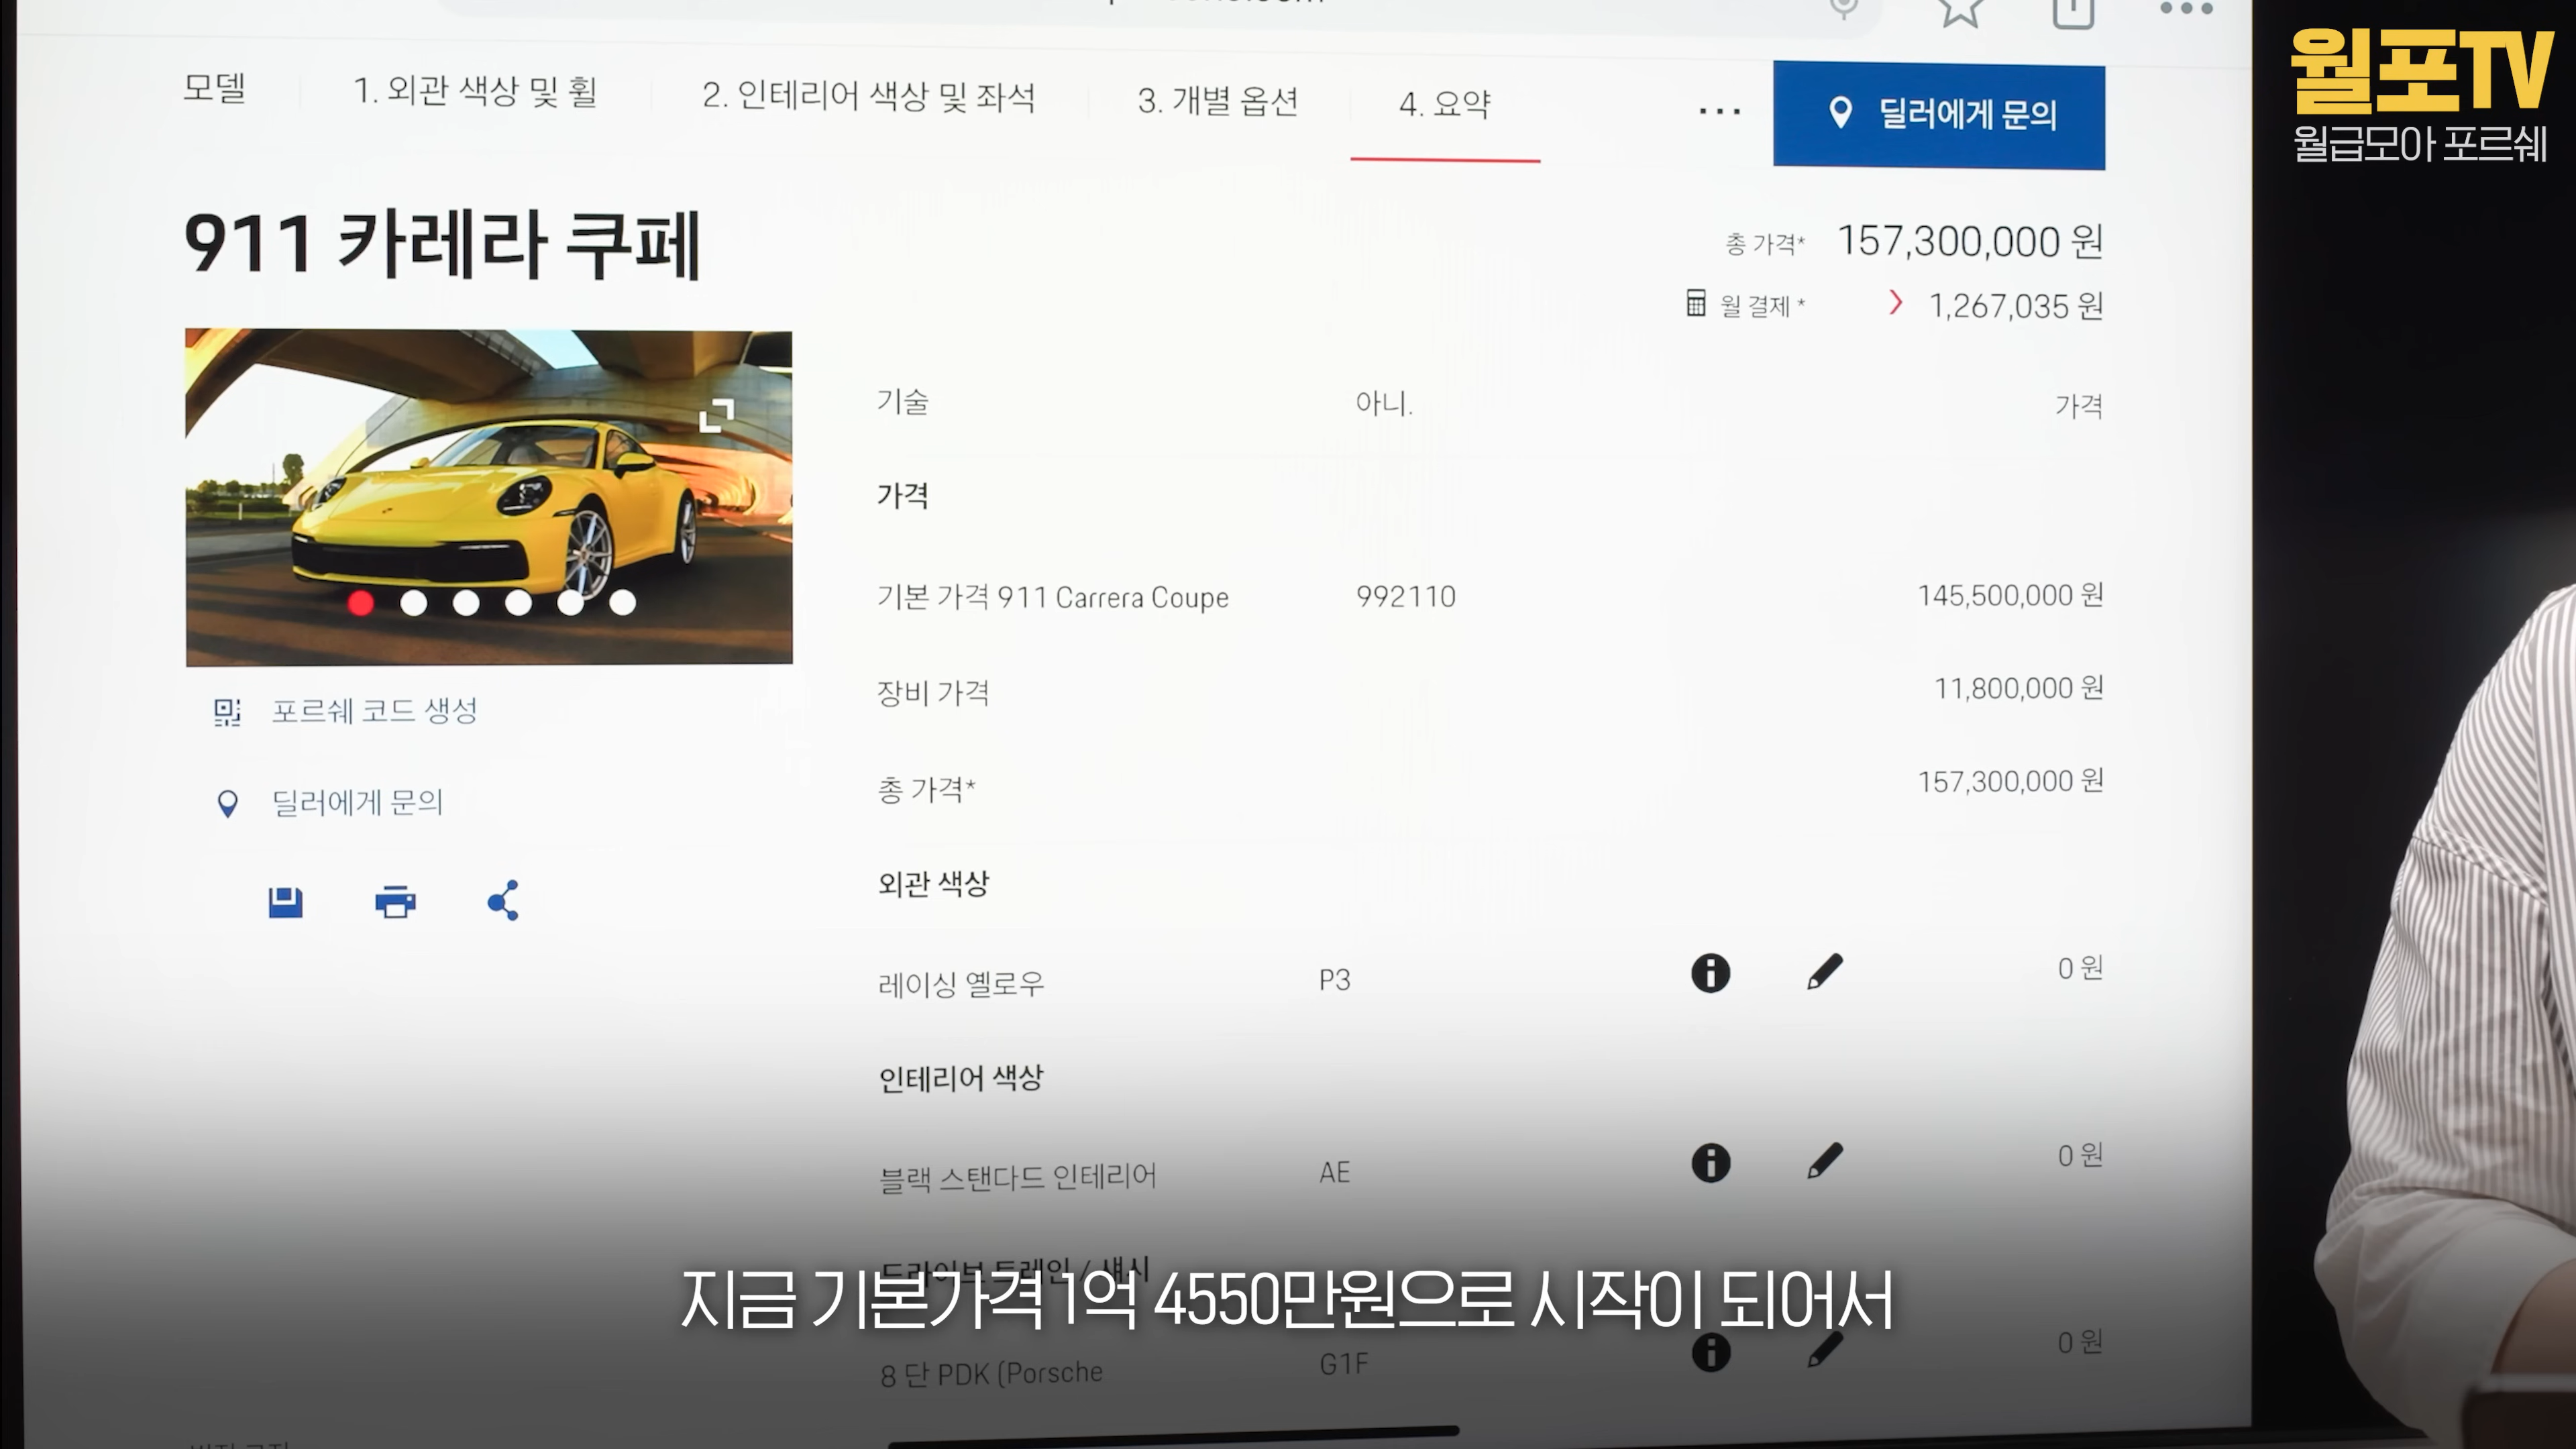 월포TV
월급모아 포르쉐
모델
1. 외관 색상 및 휠
2. 인테리어 색상 및 좌석
3. 개별 옵션
4. 요약
...
딜러에게 문의
911 카레라 쿠페
총 가격* 157,300,000 원
월 결제 * 1,267,035 원
기술 아니. 가격
가격
기본 가격 911 Carrera Coupe 992110 145,500,000 원
장비 가격 11,800,000 원
총 가격* 157,300,000 원
포르쉐 코드 생성
딜러에게 문의
외관 색상
레이싱 옐로우 P3 0 원
인테리어 색상
블랙 스탠다드 인테리어 AE 0 원
드라이브 트레인 / 섀시
지금 기본가격 1억 4550만원으로 시작이 되어서
8 단 PDK (Porsche G1F 0 원